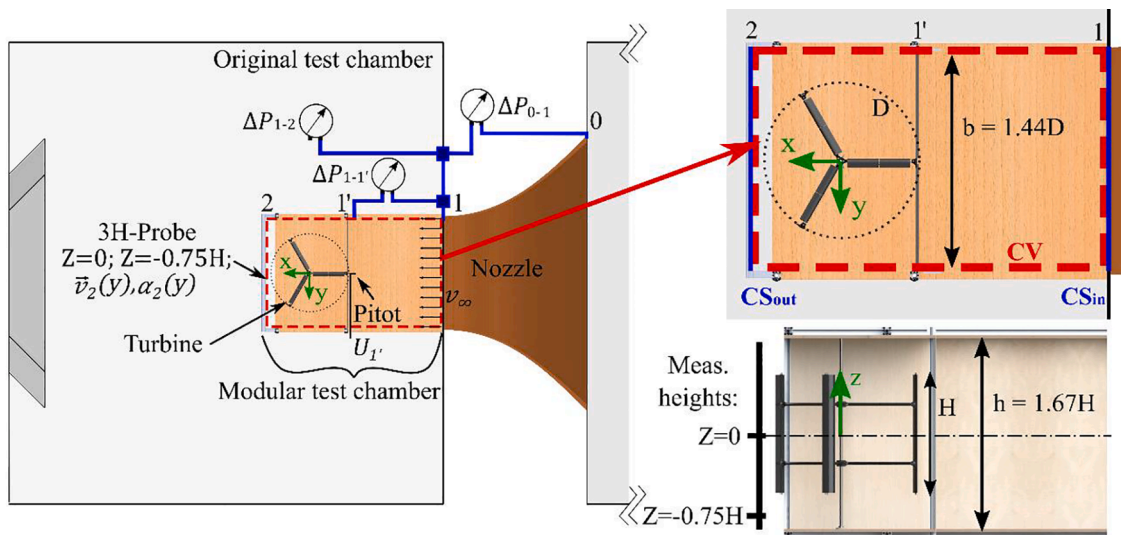 Original test chamber
ΔP₁₋₂
ΔP₀₋₁
0
ΔP₁₋₁'
2
1'
1
3H-Probe
Z=0; Z=-0.75H;
v⃗₂(y),α₂(y)
x
y
Nozzle
v∞
Pitot
Turbine
U₁'
Modular test chamber
2
1'
1
D
b = 1.44D
x
y
CV
CSout
CSin
Meas.
heights:
z
H
h = 1.67H
Z=0
Z=-0.75H